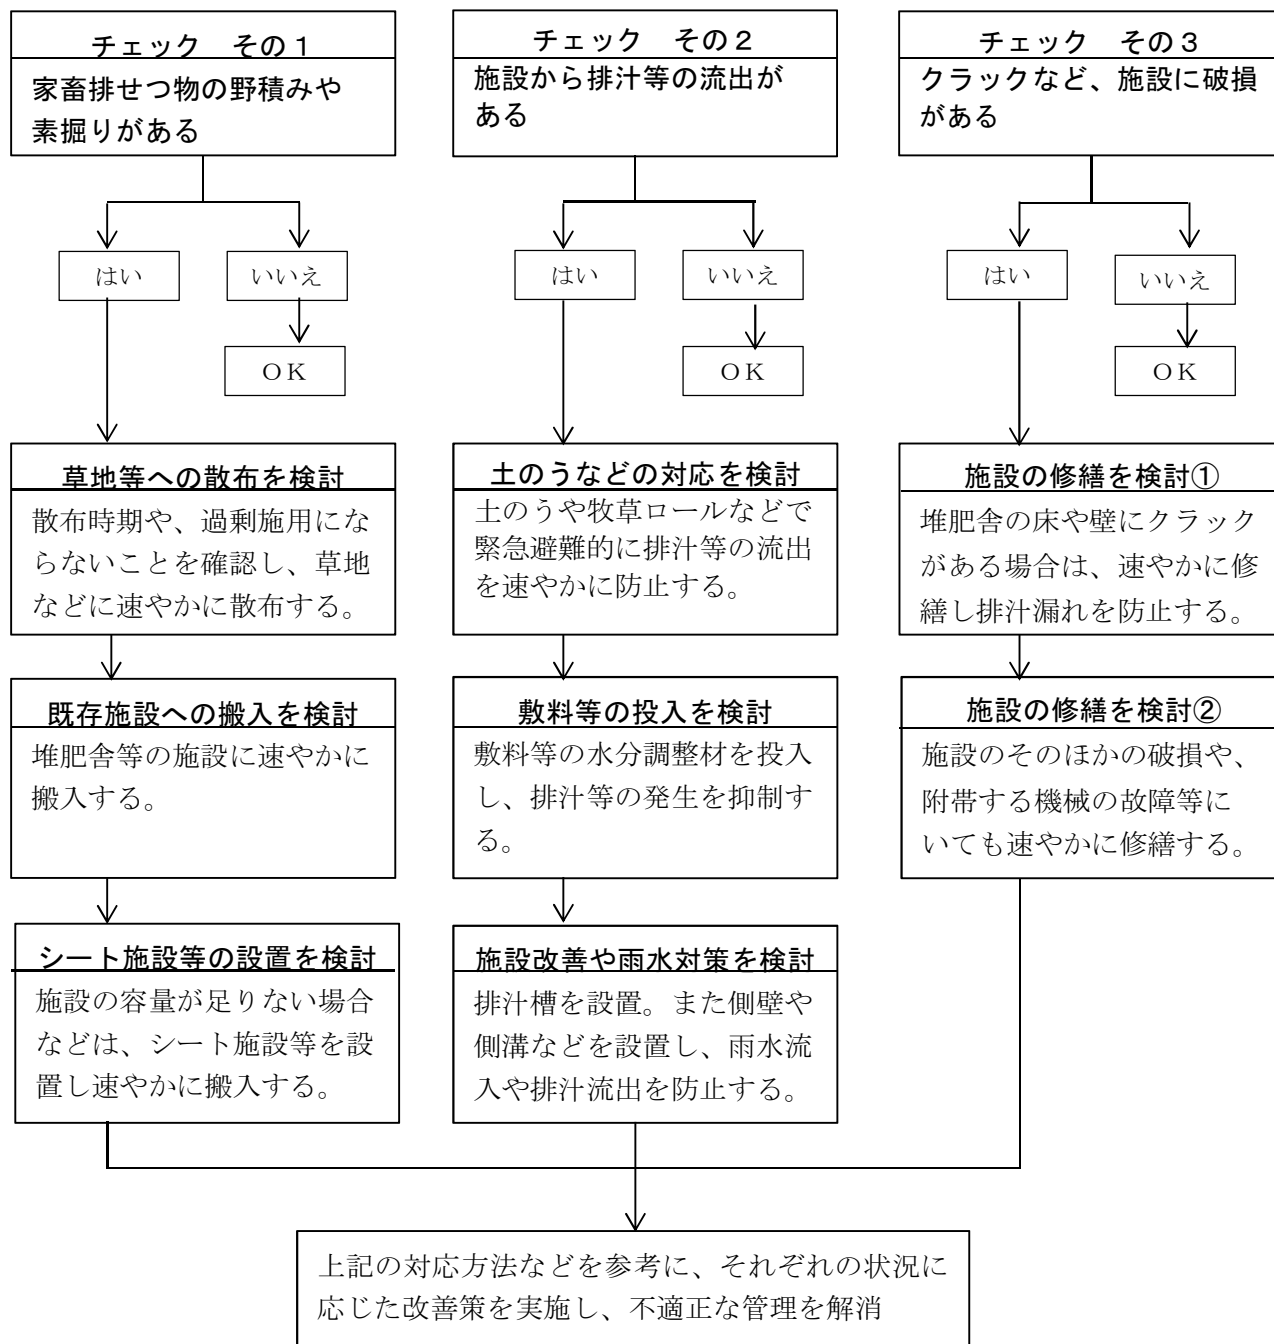 チェック　その１
家畜排せつ物の野積みや
素掘りがある
はい
いいえ
ＯＫ
草地等への散布を検討
散布時期や、過剰施用にな
らないことを確認し、草地
などに速やかに散布する。
既存施設への搬入を検討
堆肥舎等の施設に速やかに
搬入する。
シート施設等の設置を検討
施設の容量が足りない場合
などは、シート施設等を設
置し速やかに搬入する。
チェック　その２
施設から排汁等の流出が
ある
はい
いいえ
ＯＫ
土のうなどの対応を検討
土のうや牧草ロールなどで
緊急避難的に排汁等の流出
を速やかに防止する。
敷料等の投入を検討
敷料等の水分調整材を投入
し、排汁等の発生を抑制す
る。
施設改善や雨水対策を検討
排汁槽を設置。また側壁や
側溝などを設置し、雨水流
入や排汁流出を防止する。
チェック　その３
クラックなど、施設に破損
がある
はい
いいえ
ＯＫ
施設の修繕を検討①
堆肥舎の床や壁にクラック
がある場合は、速やかに修
繕し排汁漏れを防止する。
施設の修繕を検討②
施設のそのほかの破損や、
附帯する機械の故障等に
いても速やかに修繕する。
上記の対応方法などを参考に、それぞれの状況に
応じた改善策を実施し、不適正な管理を解消